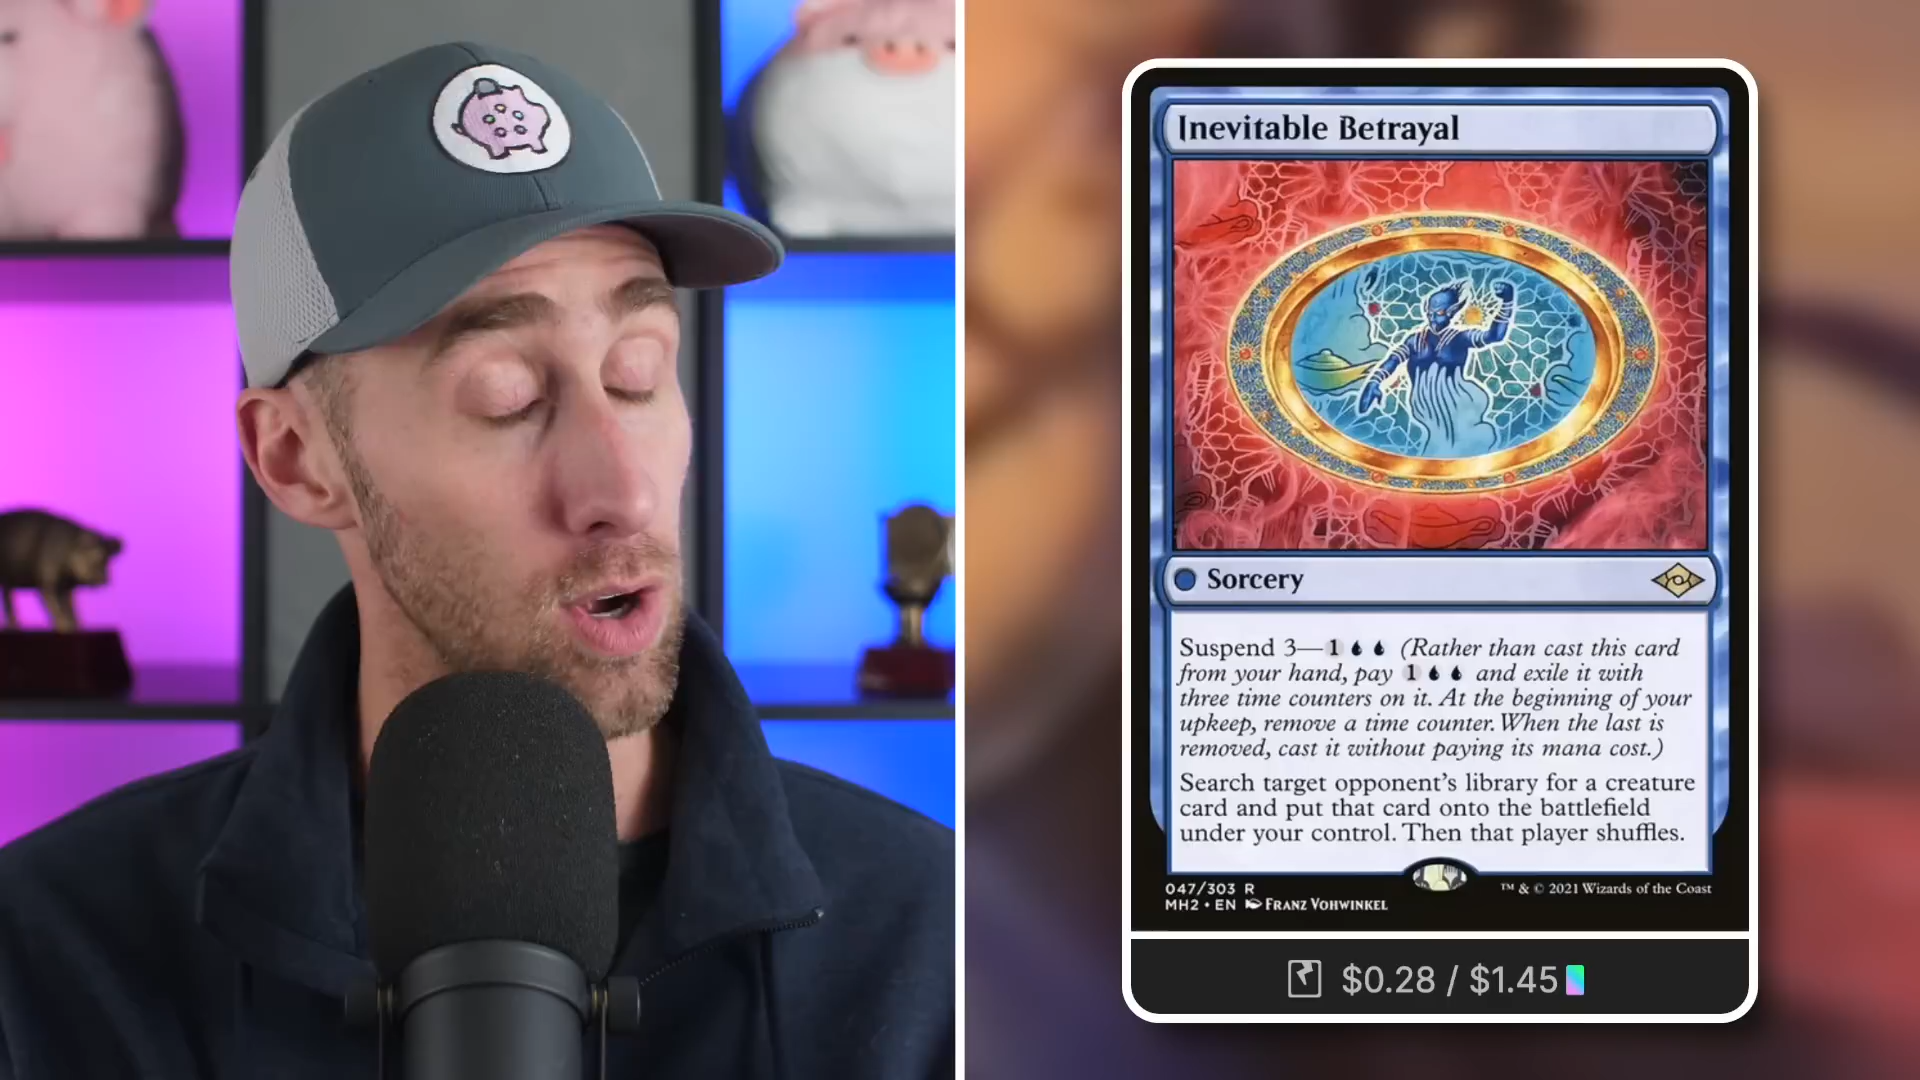 Inevitable Betrayal
Sorcery
Suspend 3—1 (Rather than cast this card
from your hand, pay 1 and exile it with
three time counters on it. At the beginning of your
upkeep, remove a time counter. When the last is
removed, cast it without paying its mana cost.)
Search target opponent's library for a creature
card and put that card onto the battlefield
under your control. Then that player shuffles.
047/303 R
MH2 • EN FRANZ VOHWINKEL
™ & © 2021 Wizards of the Coast
$0.28 / $1.45